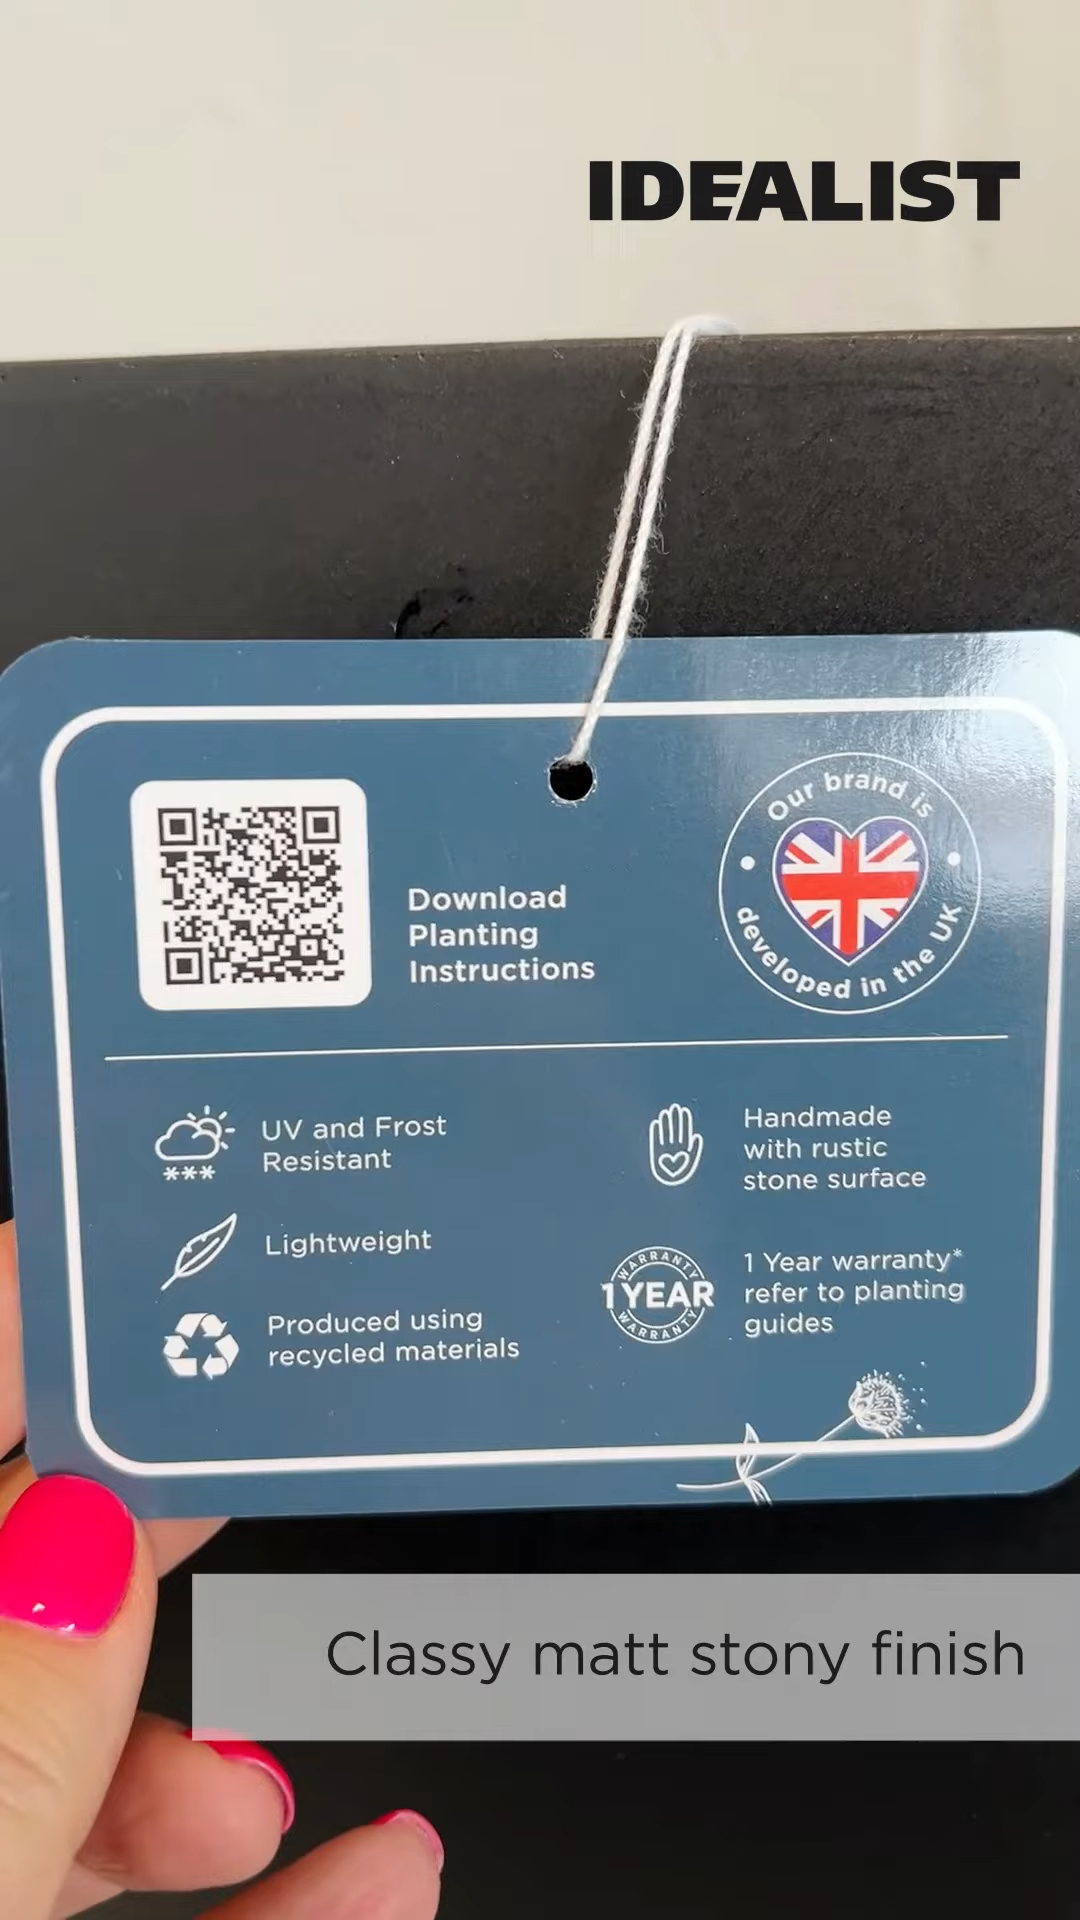 IDEALIST
Our brand is
developed in the UK
Download
Planting
Instructions
UV and Frost
Resistant
Lightweight
Produced using
recycled materials
Handmade
with rustic
stone surface
WARRANTY
1 YEAR
WARRANTY
1 Year warranty*
refer to planting
guides
Classy matt stony finish